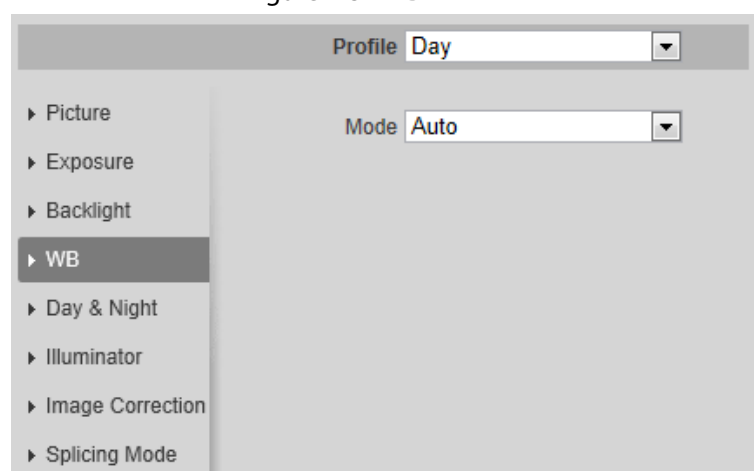 Profile Day
Picture
Mode Auto
Exposure
Backlight
WB
Day & Night
Illuminator
Image Correction
Splicing Mode